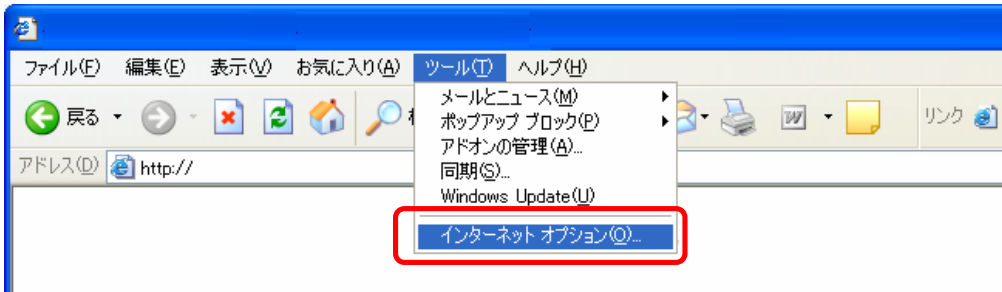 ファイル(F) 編集(E) 表示(V) お気に入り(A) ツール(T) ヘルプ(H)
戻る
リンク
アドレス(D) http://
メールとニュース(M)
ポップアップ ブロック(P)
アドオンの管理(A)...
同期(S)...
Windows Update(U)
インターネット オプション(O)...